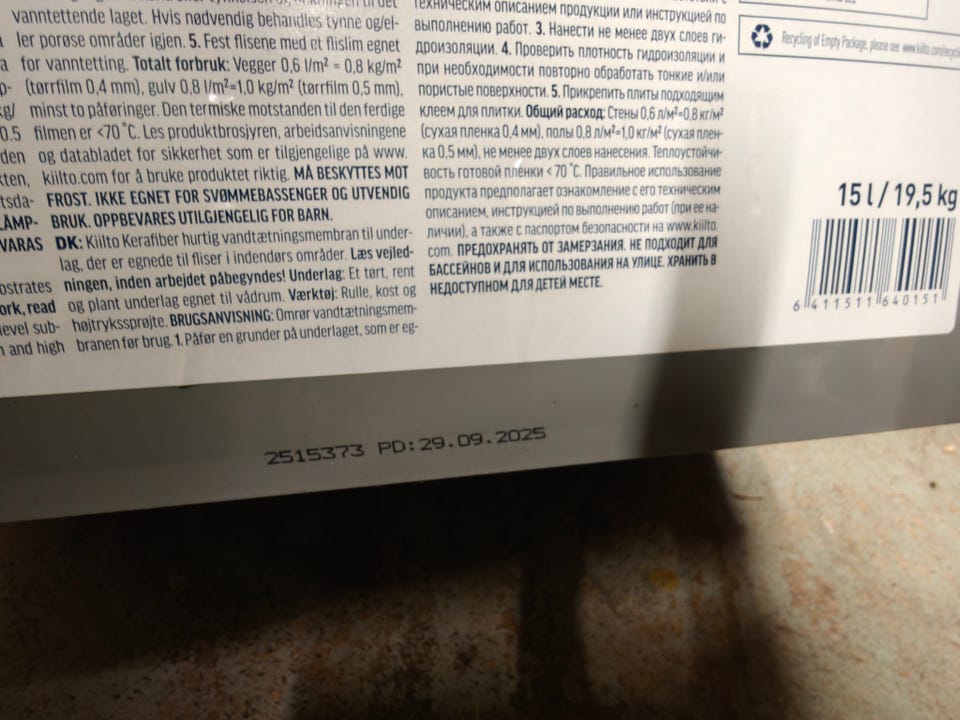 vanntettende laget. Hvis nødvendig behandles tynne og/el-
ler porøse områder igjen. 5. Fest flisene med et flislim egnet
for vanntetting. Totalt forbruk: Vegger 0,6 l/m² = 0,8 kg/m²
(tørrfilm 0,4 mm), gulv 0,8 l/m²=1,0 kg/m² (tørrfilm 0,5 mm),
minst to påføringer. Den termiske motstanden til den ferdige
filmen er <70˚C. Les produktbrosjyren, arbeidsanvisningene
og databladet for sikkerhet som er tilgjengelige på www.
kiilto.com for å bruke produktet riktig. MÅ BESKYTTES MOT
FROST. IKKE EGNET FOR SVØMMEBASSENGER OG UTVENDIG
BRUK. OPPBEVARES UTILGJENGELIG FOR BARN.
DK: Kiilto Kerafiber hurtig vandtætningsmembran til under-
lag, der er egnede til fliser i indendørs områder. Læs vejled-
ningen, inden arbejdet påbegyndes! Underlag: Et tørt, rent
og plant underlag egnet til vådrum. Værktøj: Rulle, kost og
højtrykssprøjte. BRUGSANVISNING: Omrør vandtætningsmem-
branen før brug. 1. Påfør en grunder på underlaget, som er eg-
техническим описанием продукции или инструкцией по
выполнению работ. 3. Нанести не менее двух слоев ги-
дроизоляции. 4. Проверить плотность гидроизоляции и
при необходимости повторно обработать тонкие и/или
пористые поверхности. 5. Прикрепить плиты подходящим
клеем для плитки. Общий расход: Стены 0,6 л/м²=0,8 кг/м²
(сухая пленка 0,4 мм), полы 0,8 л/м²=1,0 кг/м² (сухая плен-
ка 0,5 мм), не менее двух слоев нанесения. Теплоустойчи-
вость готовой плёнки < 70 ˚C. Правильное использование
продукта предполагает ознакомление с его техническим
описанием, инструкцией по выполнению работ (при ее на-
личии), а также с паспортом безопасности на www.kiilto.
com. ПРЕДОХРАНЯТЬ ОТ ЗАМЕРЗАНИЯ. НЕ ПОДХОДИТ ДЛЯ
БАССЕЙНОВ И ДЛЯ ИСПОЛЬЗОВАНИЯ НА УЛИЦЕ. ХРАНИТЬ В
НЕДОСТУПНОМ ДЛЯ ДЕТЕЙ МЕСТЕ.
Recycling of Empty Package, please see www.kiilto.com/
15 l / 19,5 kg
6 411511 640151
2515373 PD:29.09.2025